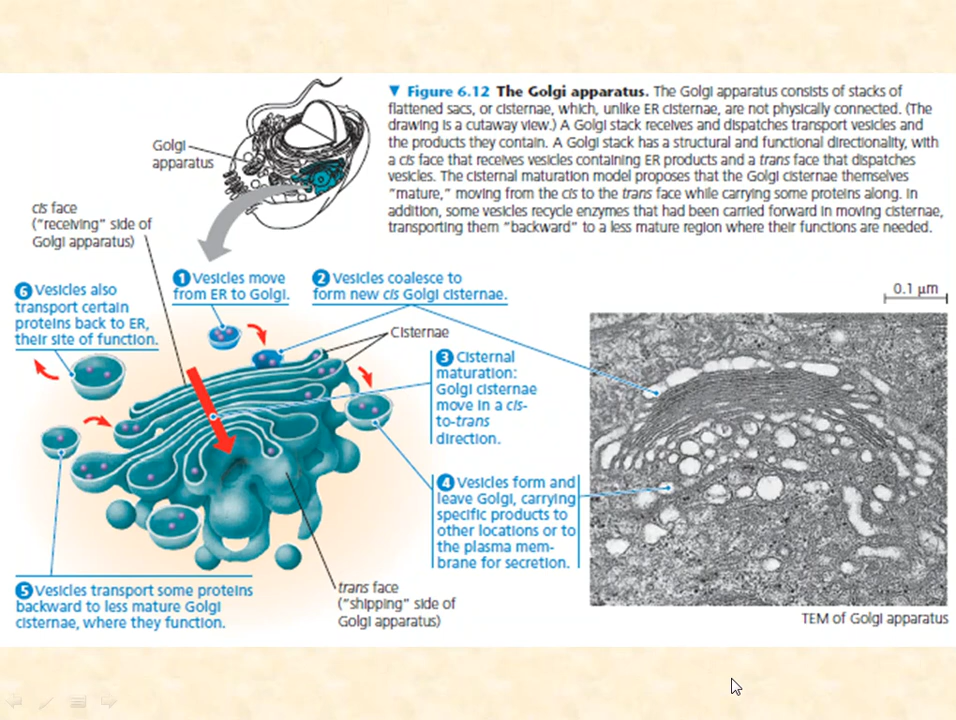 ▼ Figure 6.12 The Golgi apparatus. The Golgi apparatus consists of stacks of
flattened sacs, or cisternae, which, unlike ER cisternae, are not physically connected. (The
drawing is a cutaway view.) A Golgi stack receives and dispatches transport vesicles and
the products they contain. A Golgi stack has a structural and functional directionality, with
a cis face that receives vesicles containing ER products and a trans face that dispatches
vesicles. The cisternal maturation model proposes that the Golgi cisternae themselves
"mature," moving from the cis to the trans face while carrying some proteins along. In
addition, some vesicles recycle enzymes that had been carried forward in moving cisternae,
transporting them "backward" to a less mature region where their functions are needed.
Golgi
apparatus
cis face
("receiving" side of
Golgi apparatus)
1 Vesicles move
from ER to Golgi.
2 Vesicles coalesce to
form new cis Golgi cisternae.
6 Vesicles also
transport certain
proteins back to ER,
their site of function.
0.1 μm
Cisternae
3 Cisternal
maturation:
Golgi cisternae
move in a cis-
to-trans
direction.
4 Vesicles form and
leave Golgi, carrying
specific products to
other locations or to
the plasma mem-
brane for secretion.
5 Vesicles transport some proteins
backward to less mature Golgi
cisternae, where they function.
trans face
("shipping" side of
Golgi apparatus)
TEM of Golgi apparatus